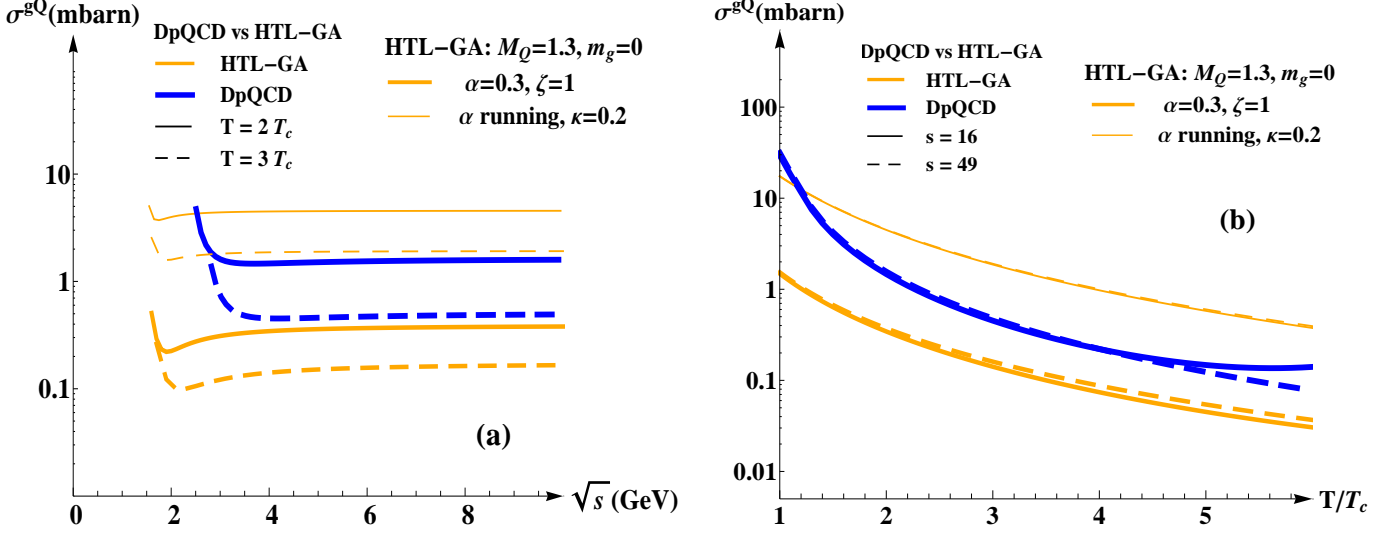 σ^gQ(mbarn)
DpQCD vs HTL−GA
HTL−GA
DpQCD
T = 2 T_c
T = 3 T_c
HTL−GA: M_Q=1.3, m_g=0
α=0.3, ζ=1
α running, κ=0.2
10
1
0.1
(a)
0
2
4
6
8
√s (GeV)
σ^gQ(mbarn)
DpQCD vs HTL−GA
HTL−GA
DpQCD
s = 16
s = 49
HTL−GA: M_Q=1.3, m_g=0
α=0.3, ζ=1
α running, κ=0.2
100
10
1
0.1
0.01
(b)
1
2
3
4
5
T/T_c